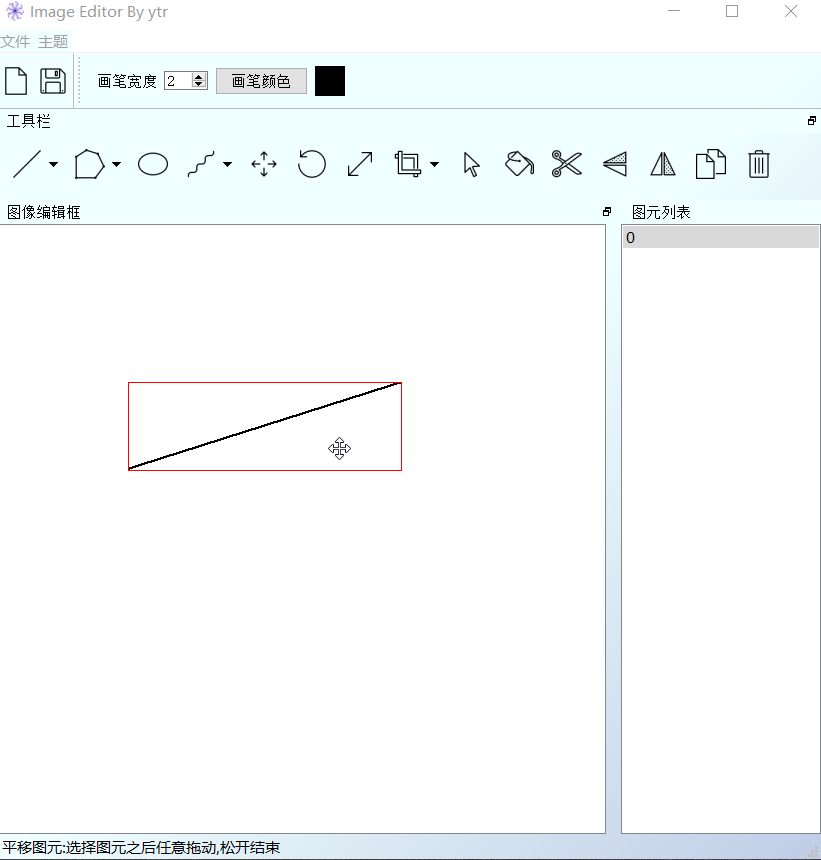 Image Editor By ytr
文件 主题
画笔宽度 2 画笔颜色
工具栏
图像编辑框 图元列表
0
平移图元:选择图元之后任意拖动,松开结束